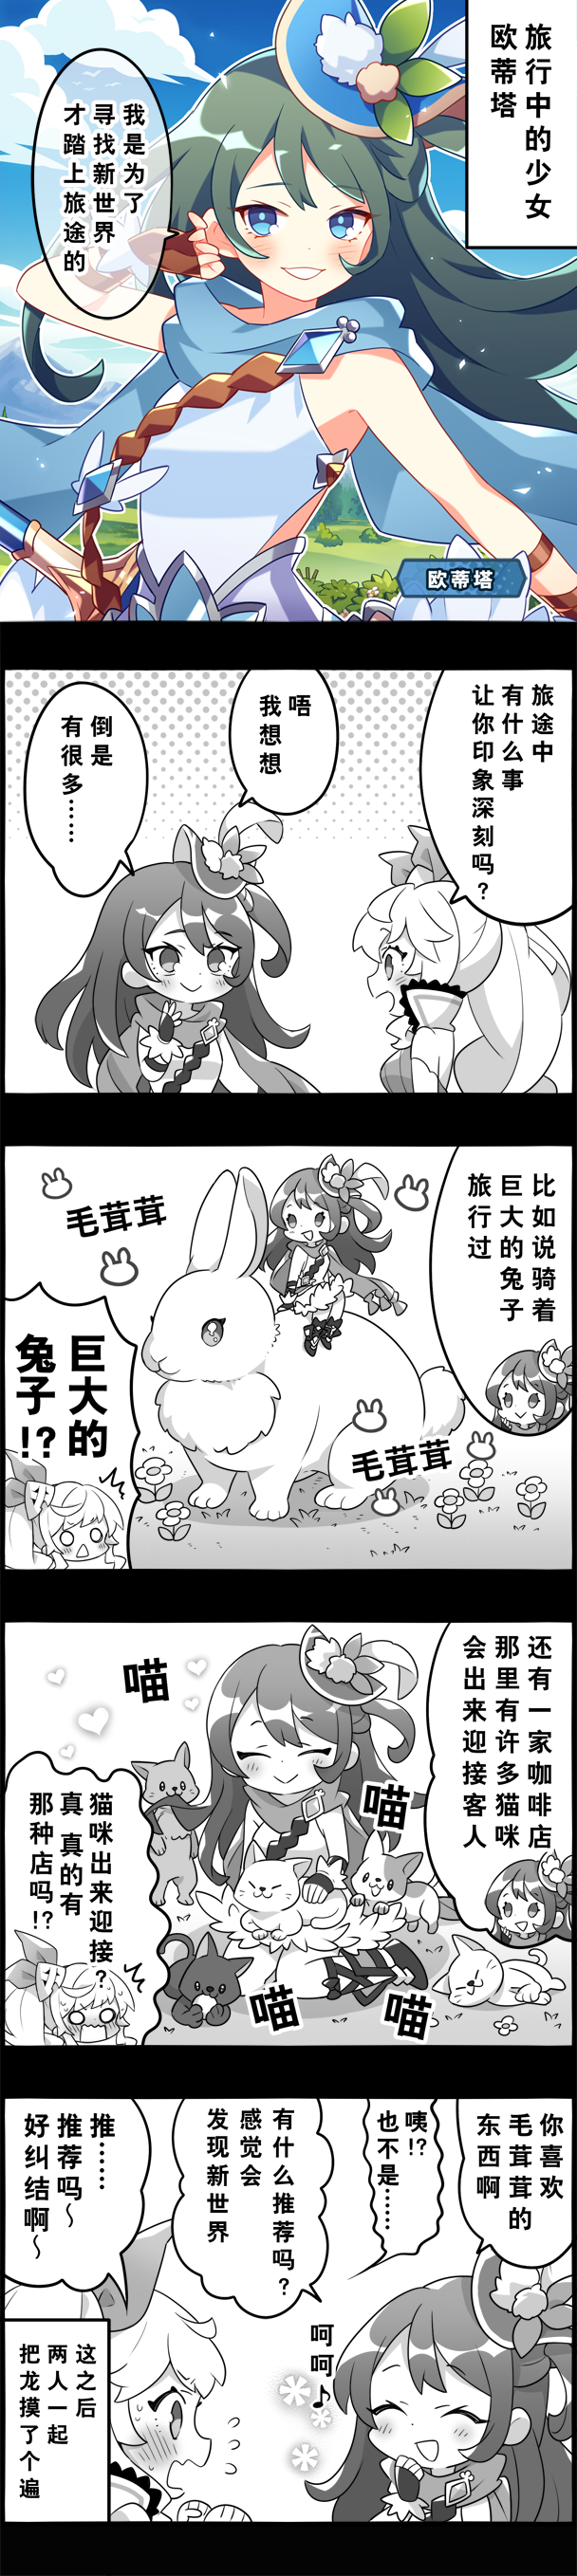 旅行中的少女
欧蒂塔
我是为了
寻找新世界
才踏上旅途的
欧蒂塔
旅途中
有什么事
让你印象深刻吗？
唔
我想想
倒是
有很多……
比如说骑着
巨大的兔子
旅行过
毛茸茸
毛茸茸
巨大的
兔子!?
还有一家咖啡店
那里有许多猫咪
会出来迎接客人
喵
喵
喵
喵
猫咪出来迎接？
真 真的有
那种店吗!?
你喜欢
毛茸茸的
东西啊
咦!?
也不是……
有什么推荐吗？
感觉会
发现新世界
呵呵♪
推……
推荐吗～
好纠结啊～
这之后
两人一起
把龙摸了个遍